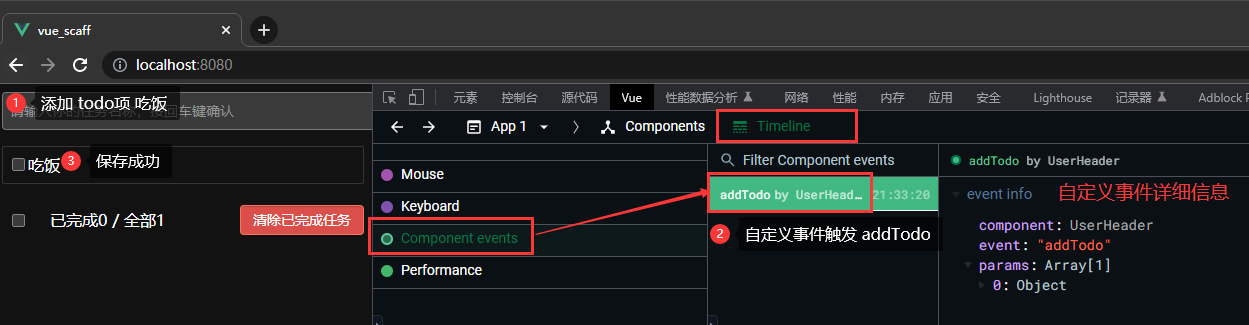 vue_scaff
localhost:8080
1 添加 todo项 吃饭
请输入你的任务名称，按回车键确认
吃饭
3 保存成功
已完成0 / 全部1
清除已完成任务
元素 控制台 源代码 Vue 性能数据分析 网络 性能 内存 应用 安全 Lighthouse 记录器 Adblock P
App 1 Components Timeline
Mouse
Keyboard
Component events
Performance
Filter Component events
addTodo by UserHead… 21:33:20
2 自定义事件触发 addTodo
addTodo by UserHeader
event info 自定义事件详细信息
component: UserHeader
event: "addTodo"
params: Array[1]
0: Object